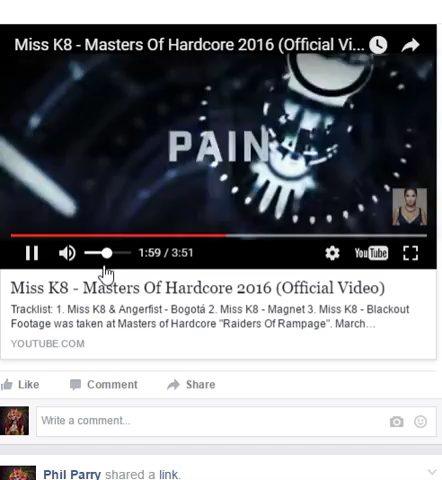 Miss K8 - Masters Of Hardcore 2016 (Official Vi...
PAIN
1:59 / 3:51
YouTube
Miss K8 - Masters Of Hardcore 2016 (Official Video)
Tracklist: 1. Miss K8 & Angerfist - Bogotá 2. Miss K8 - Magnet 3. Miss K8 - Blackout
Footage was taken at Masters of Hardcore "Raiders Of Rampage". March...
YOUTUBE.COM
Like Comment Share
Write a comment...
Phil Parry shared a link.